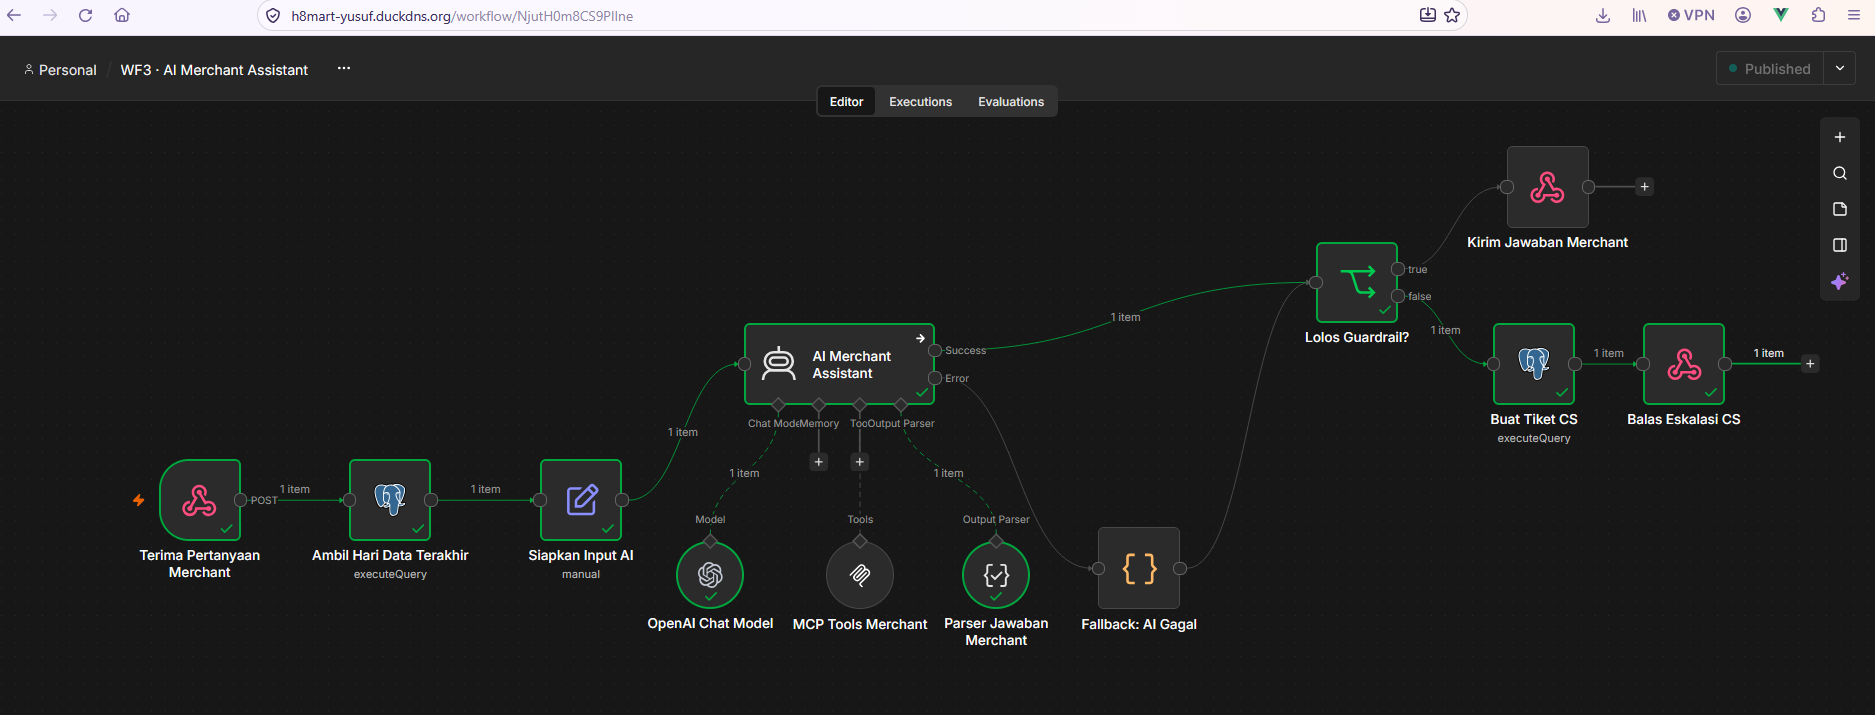 h8mart-yusuf.duckdns.org/workflow/NjutH0m8CS9PIIne
VPN
Personal / WF3 · AI Merchant Assistant ...
Published
Editor Executions Evaluations
Kirim Jawaban Merchant
true
false
Lolos Guardrail?
1 item
1 item
1 item
1 item
Buat Tiket CS
executeQuery
Balas Eskalasi CS
AI Merchant
Assistant
Success
Error
Chat Mode
Memory
Too
Output Parser
1 item
1 item
1 item
POST
1 item
1 item
Terima Pertanyaan
Merchant
Ambil Hari Data Terakhir
executeQuery
Siapkan Input AI
manual
Model
Tools
Output Parser
OpenAI Chat Model
MCP Tools Merchant
Parser Jawaban
Merchant
Fallback: AI Gagal